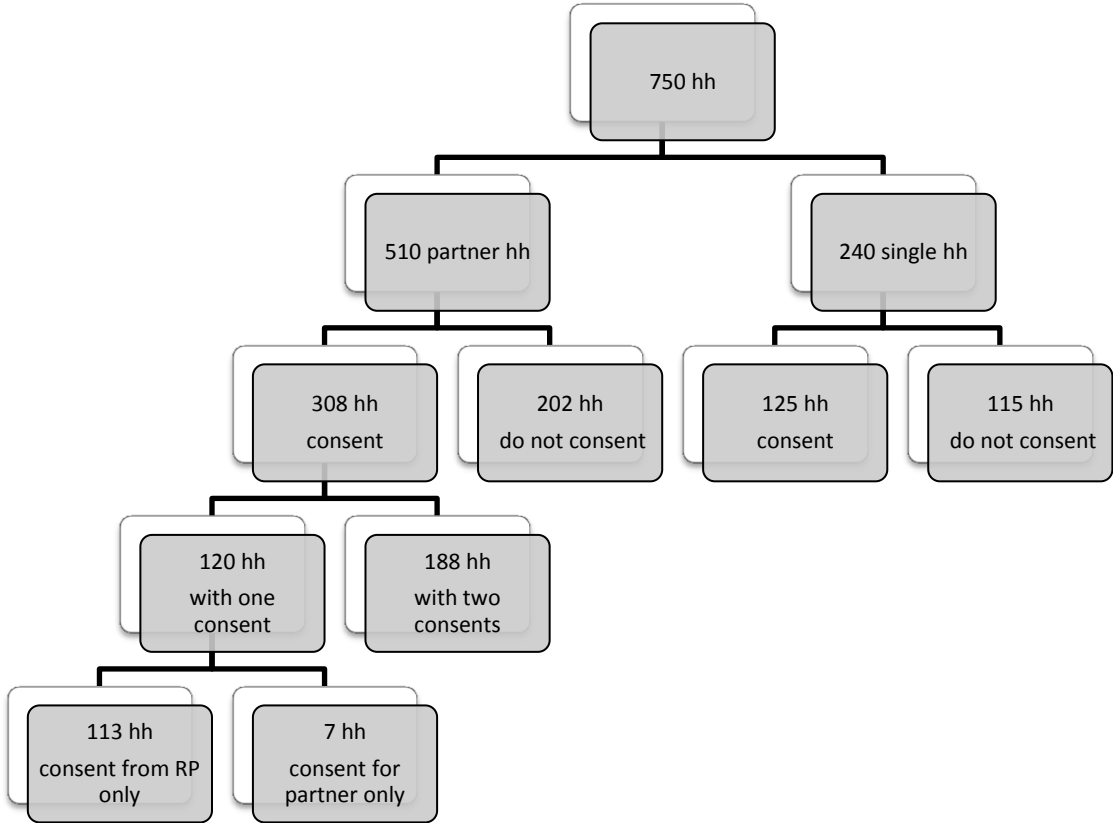 750 hh
510 partner hh
240 single hh
308 hh
consent
202 hh
do not consent
125 hh
consent
115 hh
do not consent
120 hh
with one
consent
188 hh
with two
consents
113 hh
consent from RP
only
7 hh
consent for
partner only